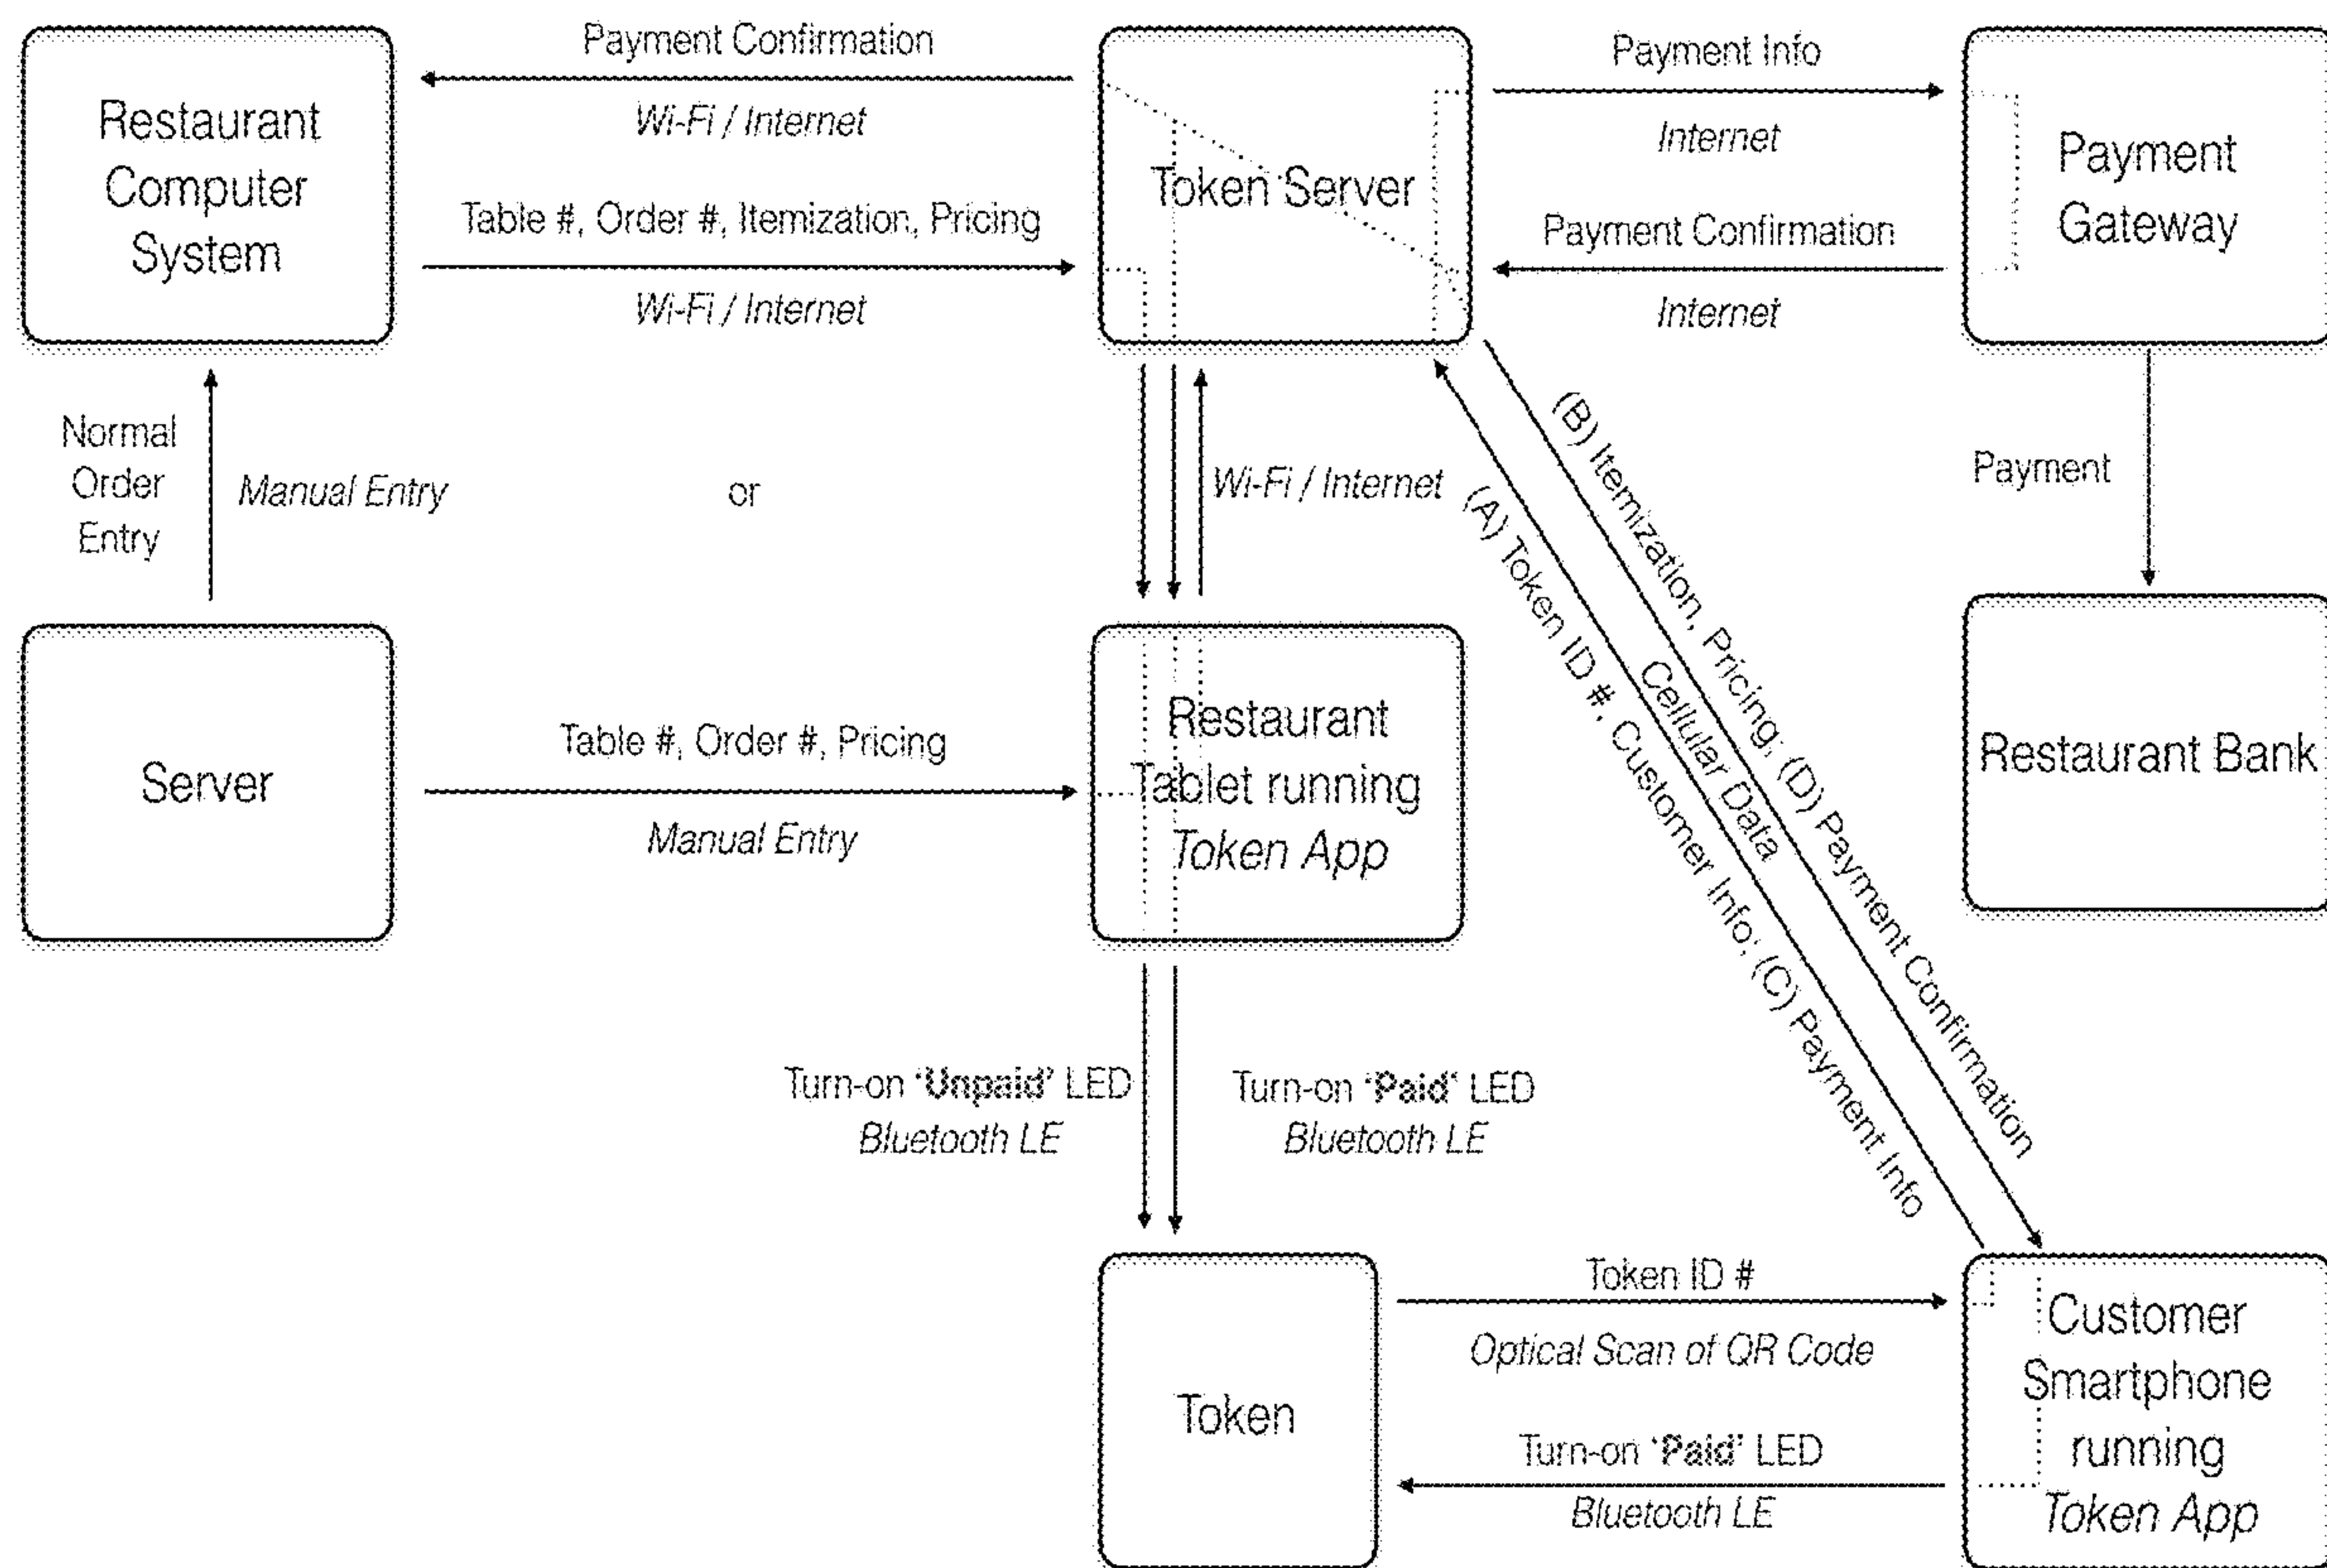 Payment Confirmation
Wi-Fi / Internet
Payment Info
Internet
Restaurant
Computer
System
Token Server
Payment
Gateway
Table #, Order #, Itemization, Pricing
Wi-Fi / Internet
Payment Confirmation
Internet
Normal
Order
Entry
Manual Entry
or
Wi-Fi / Internet
Payment
(B) Itemization, Pricing; (D) Payment Confirmation
Cellular Data
(A) Token ID #, Customer Info; (C) Payment Info
Server
Table #, Order #, Pricing
Manual Entry
Restaurant
Tablet running
Token App
Restaurant Bank
Turn-on ‘Unpaid’ LED
Bluetooth LE
Turn-on ‘Paid’ LED
Bluetooth LE
Token
Token ID #
Optical Scan of QR Code
Turn-on ‘Paid’ LED
Bluetooth LE
Customer
Smartphone
running
Token App